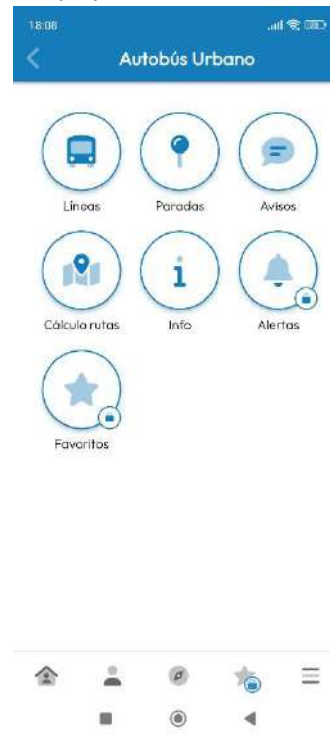 18:08
Autobús Urbano
Líneas Paradas Avisos
Cálculo rutas Info Alertas
Favoritos